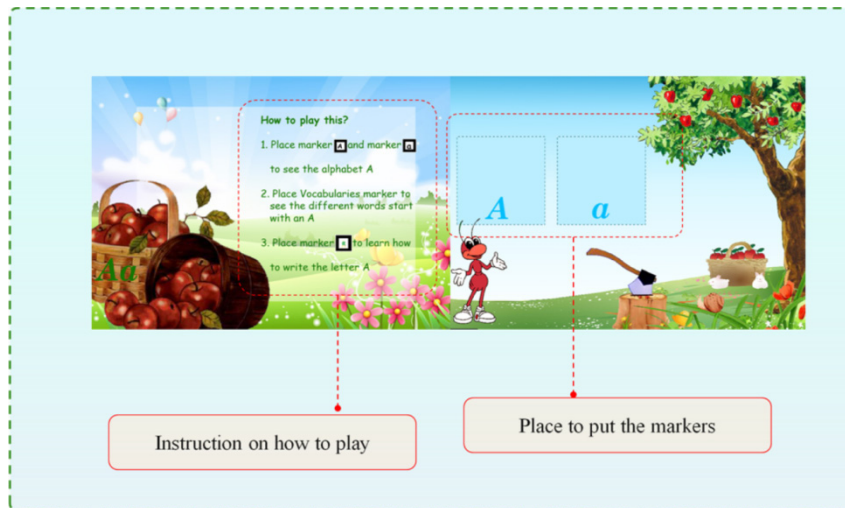 How to play this?
1. Place marker A and marker a
to see the alphabet A
2. Place Vocabularies marker to
see the different words start
with an A
3. Place marker to learn how
to write the letter A
Aa
A a
Instruction on how to play
Place to put the markers